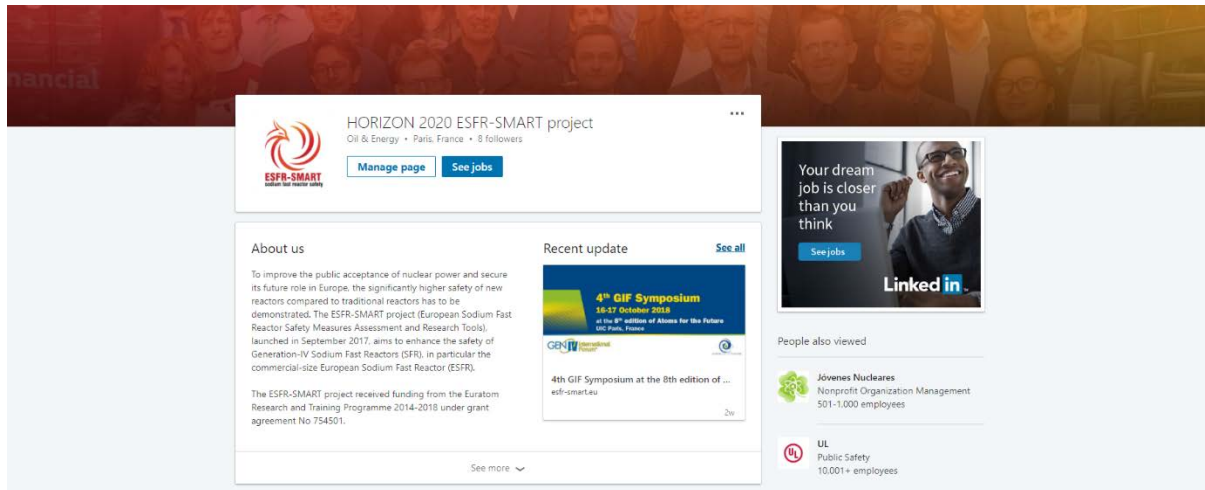 nancial
HORIZON 2020 ESFR-SMART project
Oil & Energy • Paris, France • 8 followers
Manage page
See jobs
ESFR-SMART
sodium fast reactor safety
About us
To improve the public acceptance of nuclear power and secure
its future role in Europe, the significantly higher safety of new
reactors compared to traditional reactors has to be
demonstrated. The ESFR-SMART project (European Sodium Fast
Reactor Safety Measures Assessment and Research Tools),
launched in September 2017, aims to enhance the safety of
Generation-IV Sodium Fast Reactors (SFR), in particular the
commercial-size European Sodium Fast Reactor (ESFR).
The ESFR-SMART project received funding from the Euratom
Research and Training Programme 2014-2018 under grant
agreement No 754501.
See more
Recent update
See all
4th GIF Symposium
16-17 October 2018
at the 8th edition of Atoms for the Future
UIC Paris, France
GEN IV International
Forum
4th GIF Symposium at the 8th edition of ...
esfr-smart.eu
2w
Your dream
job is closer
than you
think
See jobs
Linked in
People also viewed
Jóvenes Nucleares
Nonprofit Organization Management
501-1.000 employees
UL
UL
Public Safety
10.001+ employees